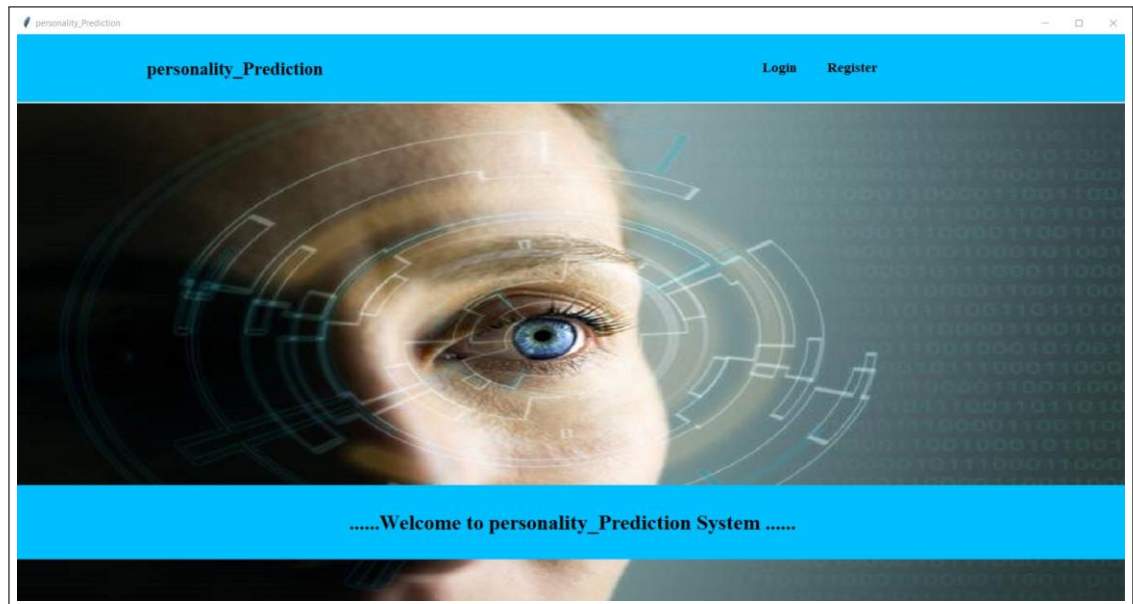 personality_Prediction
personality_Prediction Login Register
......Welcome to personality_Prediction System ......